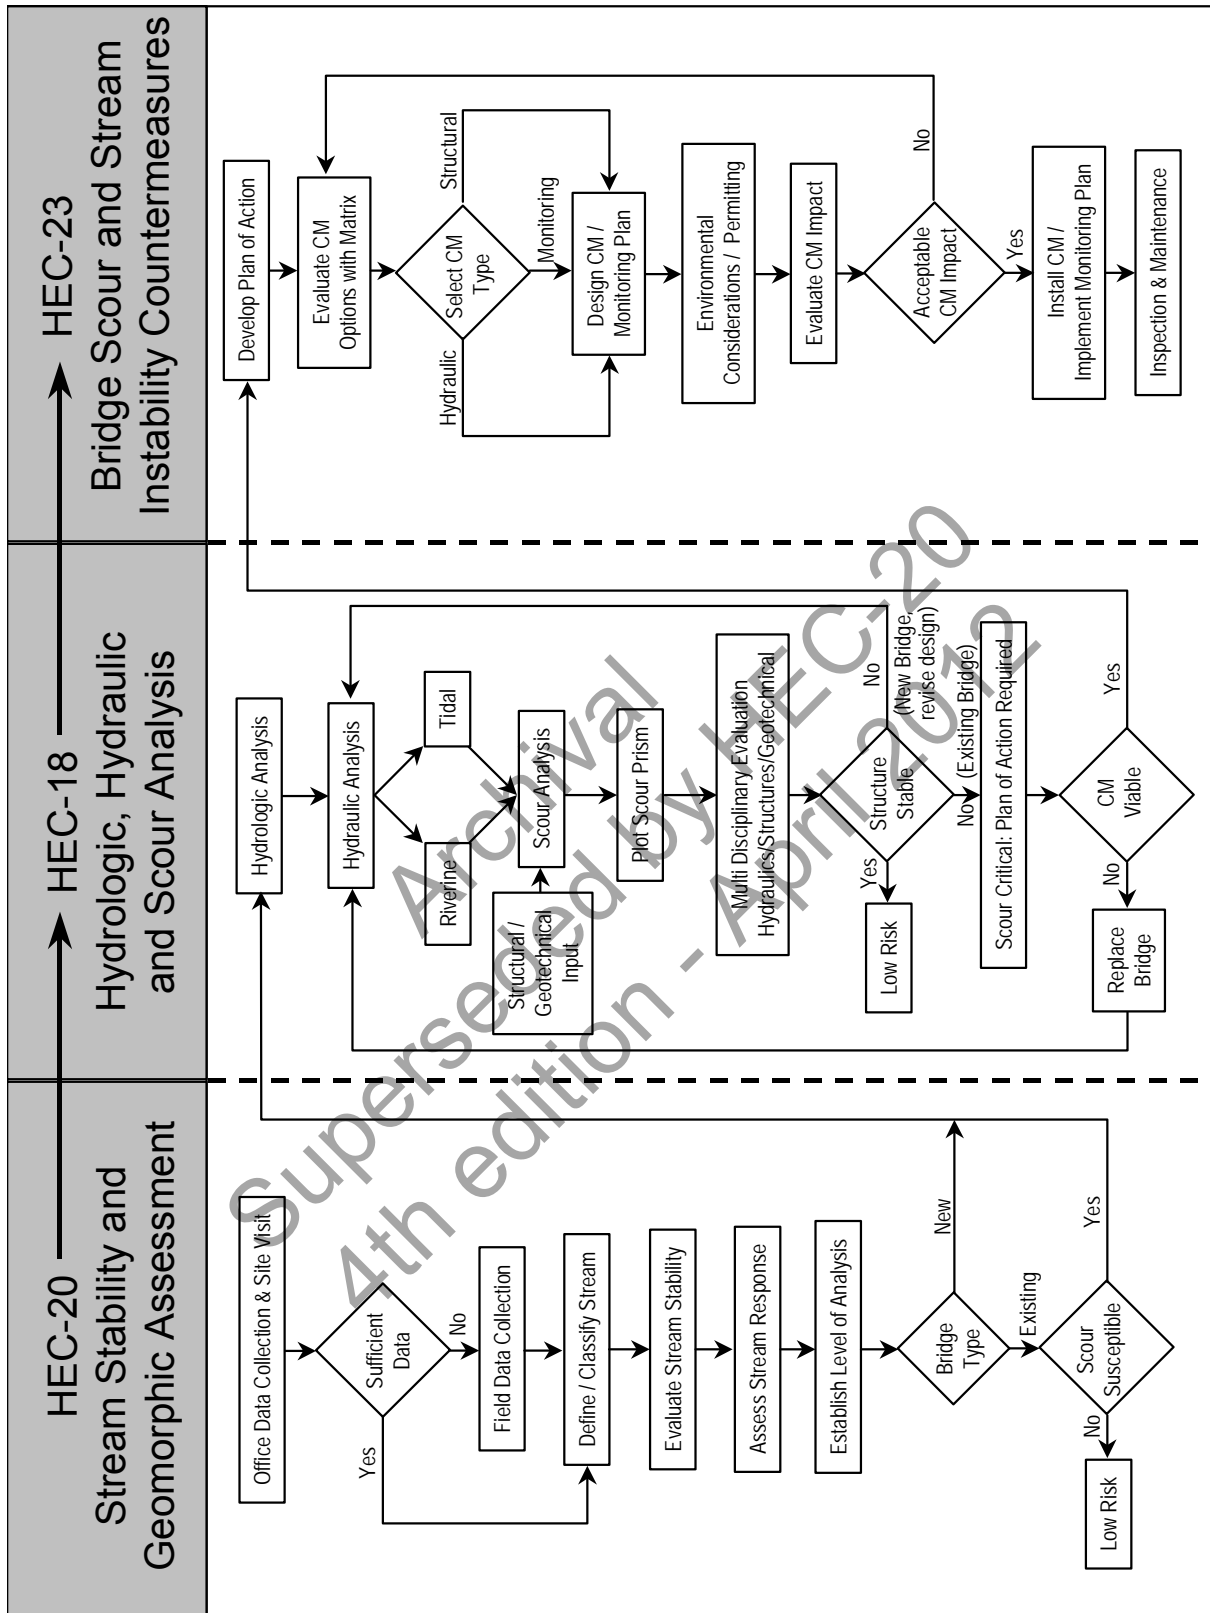 HEC-20
Stream Stability and
Geomorphic Assessment
HEC-18
Hydrologic, Hydraulic
and Scour Analysis
HEC-23
Bridge Scour and Stream
Instability Countermeasures
Office Data Collection & Site Visit
Sufficient
Data
Yes
No
Field Data Collection
Define / Classify Stream
Evaluate Stream Stability
Assess Stream Response
Establish Level of Analysis
Bridge
Type
New
Existing
Scour
Susceptible
No
Yes
Low Risk
Hydrologic Analysis
Hydraulic Analysis
Riverine
Tidal
Structural /
Geotechnical
Input
Scour Analysis
Plot Scour Prism
Multi Disciplinary Evaluation
Hydraulics/Structures/Geotechnical
Structure
Stable
Yes
Low Risk
No
(New Bridge,
revise design)
No (Existing Bridge)
Scour Critical: Plan of Action Required
CM
Viable
No
Yes
Replace
Bridge
Develop Plan of Action
Evaluate CM
Options with Matrix
Select CM
Type
Hydraulic
Monitoring
Structural
Design CM /
Monitoring Plan
Environmental
Considerations / Permitting
Evaluate CM Impact
Acceptable
CM Impact
No
Yes
Install CM /
Implement Monitoring Plan
Inspection & Maintenance
Archival
Superseded by HEC-20
4th edition - April 2012